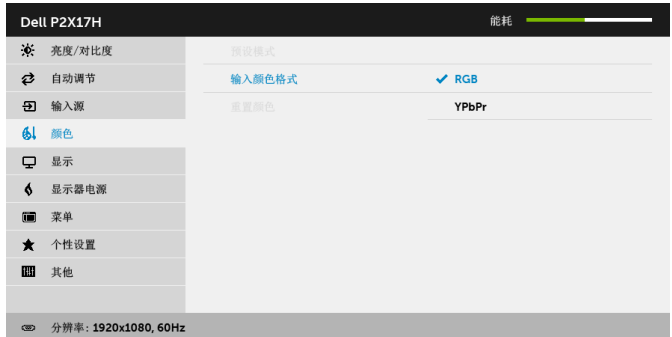 Dell P2X17H 能耗
亮度/对比度 预设模式
自动调节 输入颜色格式 RGB
输入源 重置颜色 YPbPr
颜色
显示
显示器电源
菜单
个性设置
其他
分辨率: 1920x1080, 60Hz